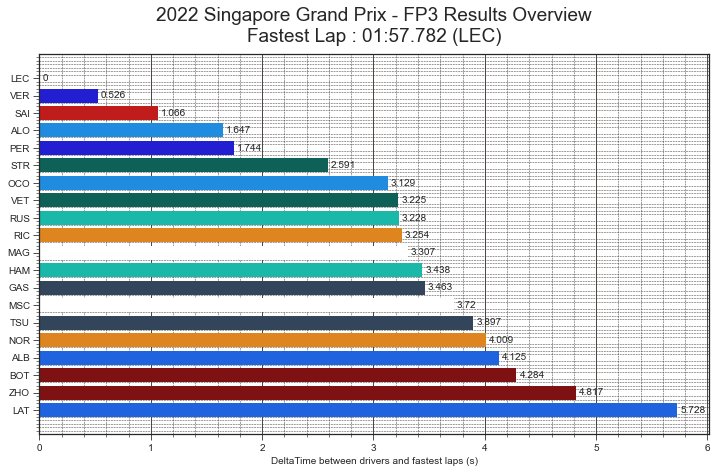 2022 Singapore Grand Prix - FP3 Results Overview
Fastest Lap : 01:57.782 (LEC)
LEC 0
VER 0.526
SAI 1.066
ALO 1.647
PER 1.744
STR 2.591
OCO 3.129
VET 3.225
RUS 3.228
RIC 3.254
MAG 3.307
HAM 3.438
GAS 3.463
MSC 3.72
TSU 3.897
NOR 4.009
ALB 4.125
BOT 4.284
ZHO 4.817
LAT 5.728
0 1 2 3 4 5 6
DeltaTime between drivers and fastest laps (s)